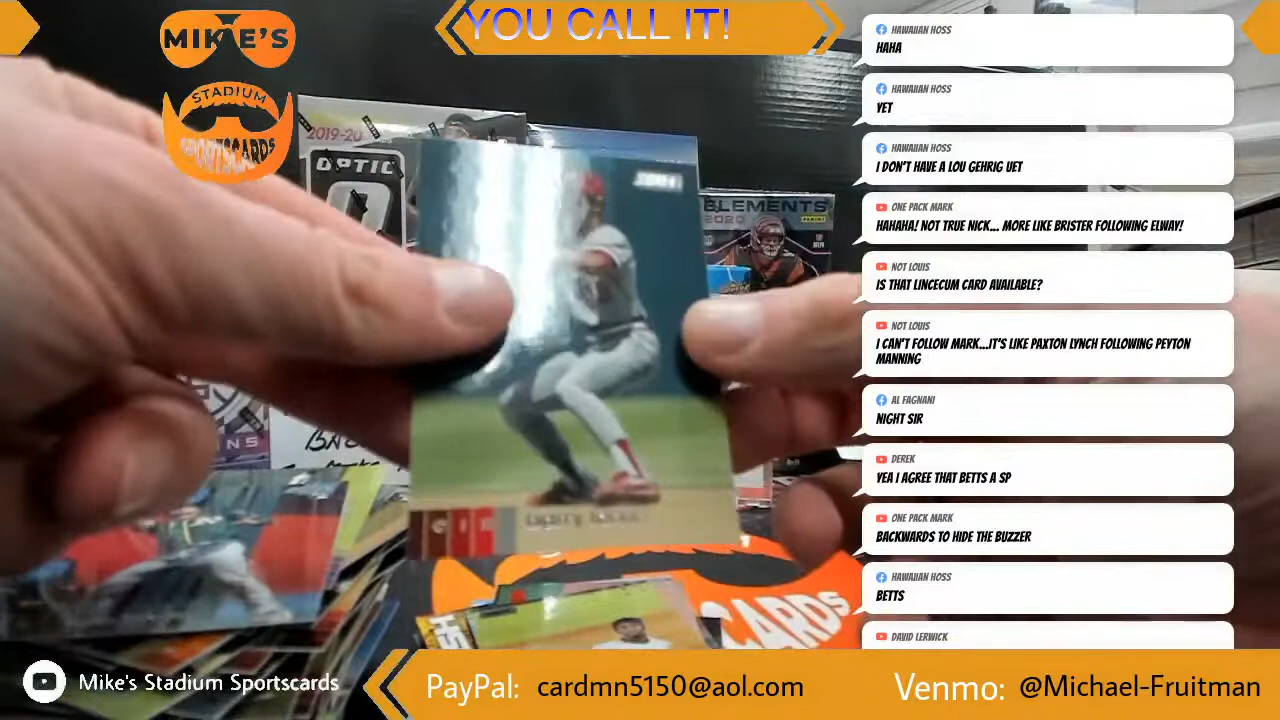 YOU CALL IT!
MIKE'S
STADIUM
SPORTSCARDS
2019-20
OPTIC
ELEMENTS
2020
PANINI
CARDS
HAWAIIAN HOSS
HAHA
HAWAIIAN HOSS
YET
HAWAIIAN HOSS
I DON'T HAVE A LOU GEHRIG UET
ONE PACK MARK
HAHAHA! NOT TRUE NICK... MORE LIKE BRISTER FOLLOWING ELWAY!
NOT LOUIS
IS THAT LINCECUM CARD AVAILABLE?
NOT LOUIS
I CAN'T FOLLOW MARK...IT'S LIKE PAXTON LYNCH FOLLOWING PEYTON
MANNING
AL FAGNANI
NIGHT SIR
DEREK
YEA I AGREE THAT BETTS A SP
ONE PACK MARK
BACKWARDS TO HIDE THE BUZZER
HAWAIIAN HOSS
BETTS
DAVID LERWICK
Mike's Stadium Sportscards
PayPal: cardmn5150@aol.com
Venmo: @Michael-Fruitman